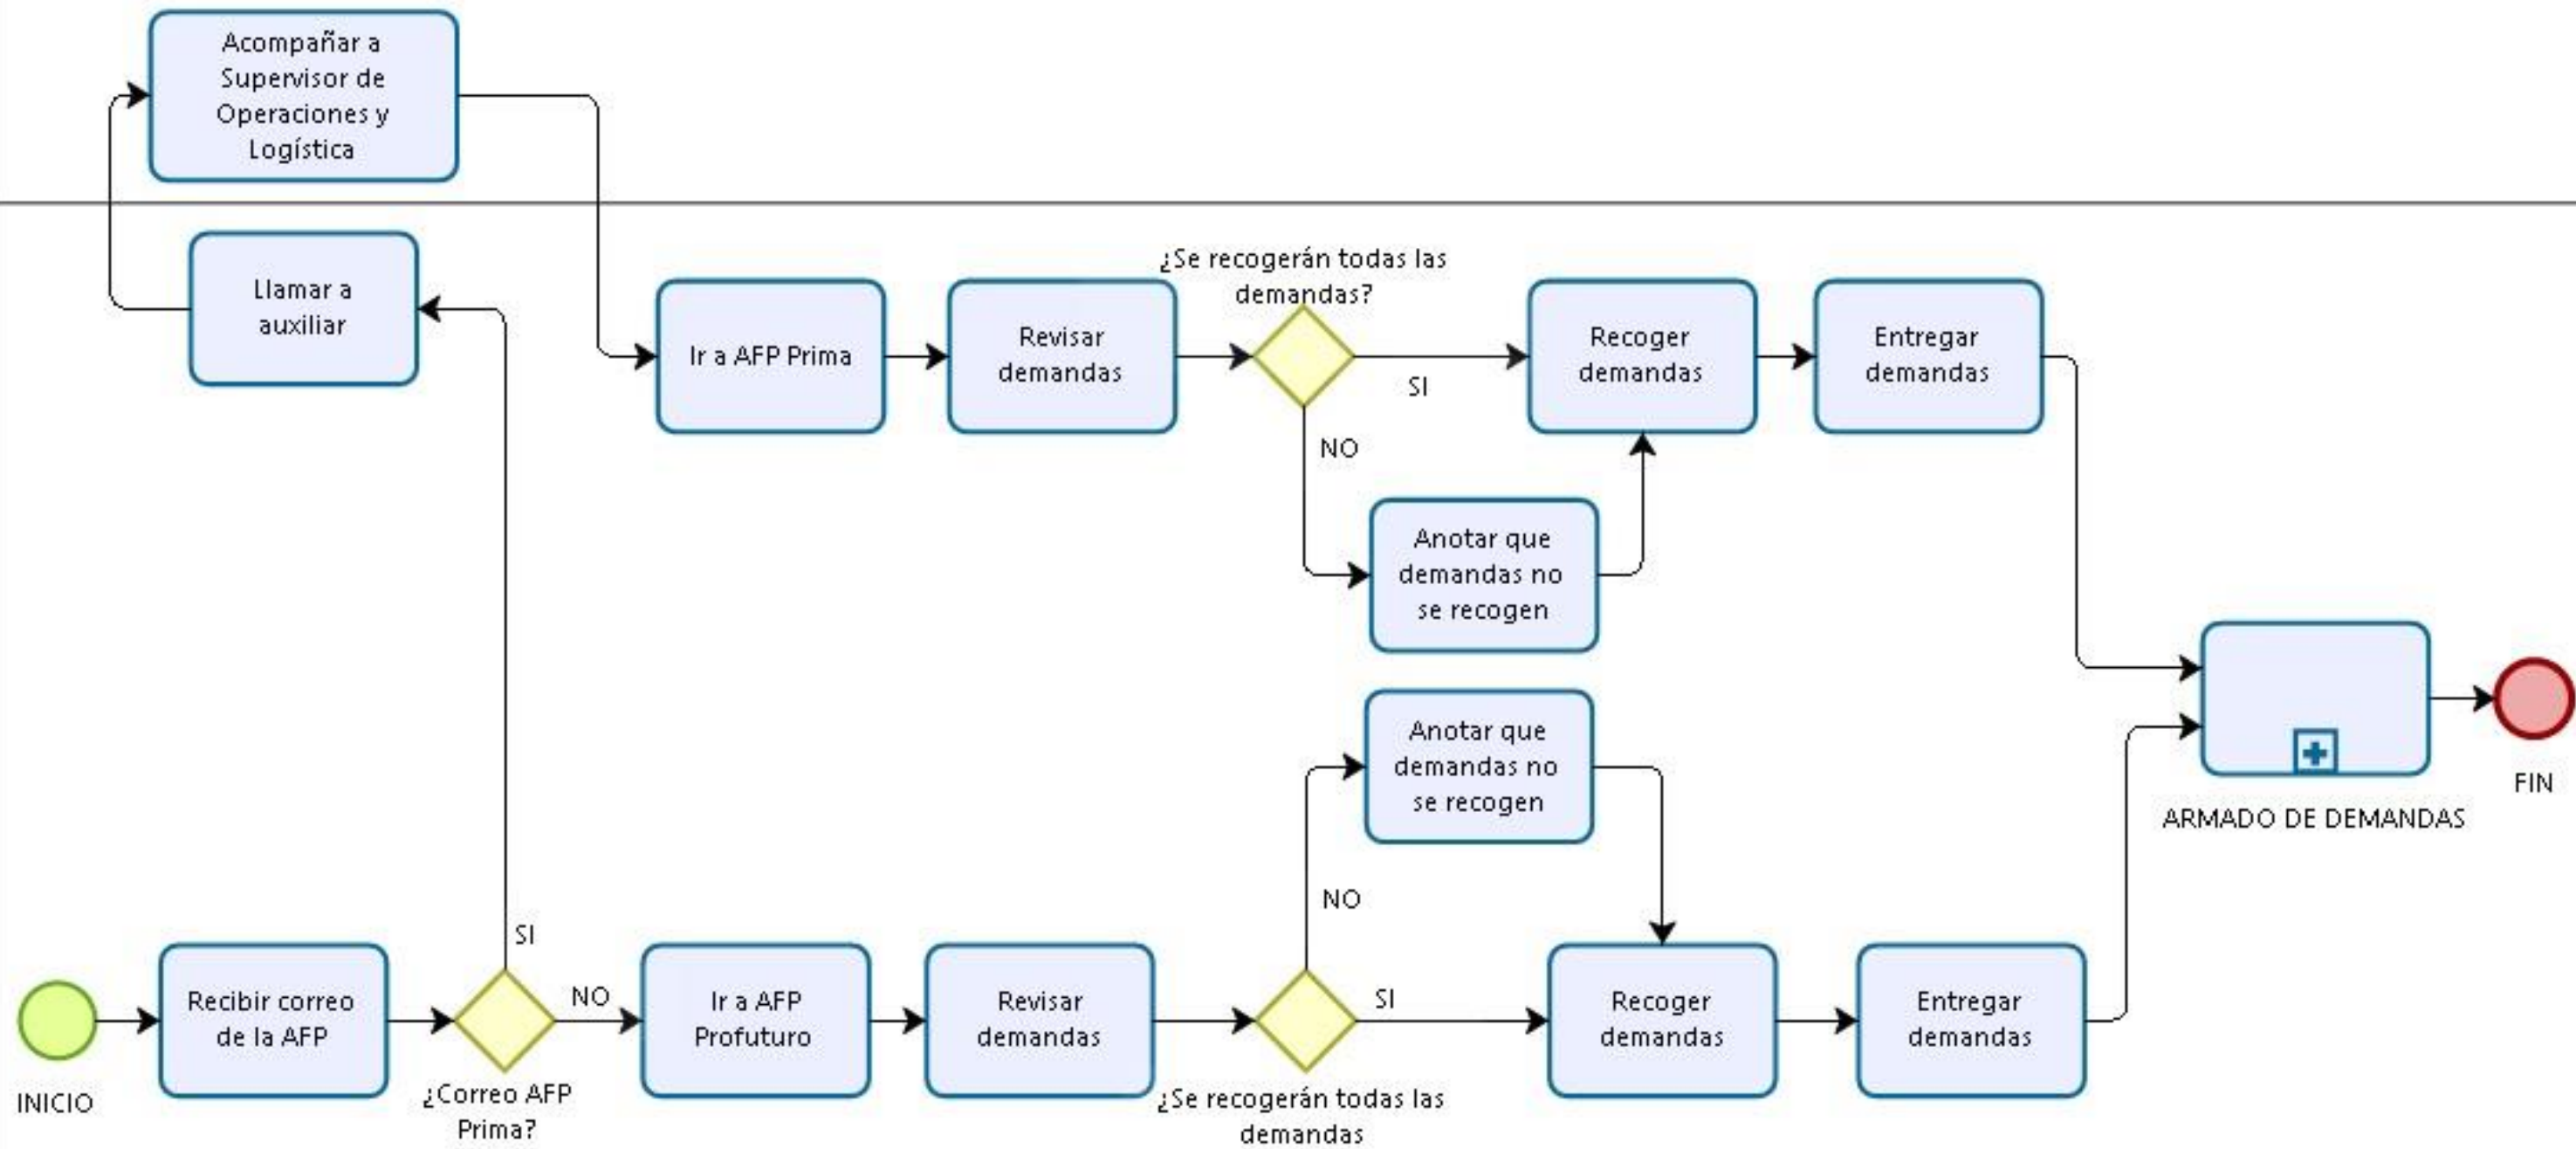 Acompañar a
Supervisor de
Operaciones y
Logística
Llamar a
auxiliar
Ir a AFP Prima
Revisar
demandas
¿Se recogerán todas las
demandas?
SI
NO
Recoger
demandas
Entregar
demandas
Anotar que
demandas no
se recogen
Anotar que
demandas no
se recogen
ARMADO DE DEMANDAS
FIN
INICIO
Recibir correo
de la AFP
SI
NO
¿Correo AFP
Prima?
Ir a AFP
Profuturo
Revisar
demandas
NO
SI
¿Se recogerán todas las
demandas
Recoger
demandas
Entregar
demandas